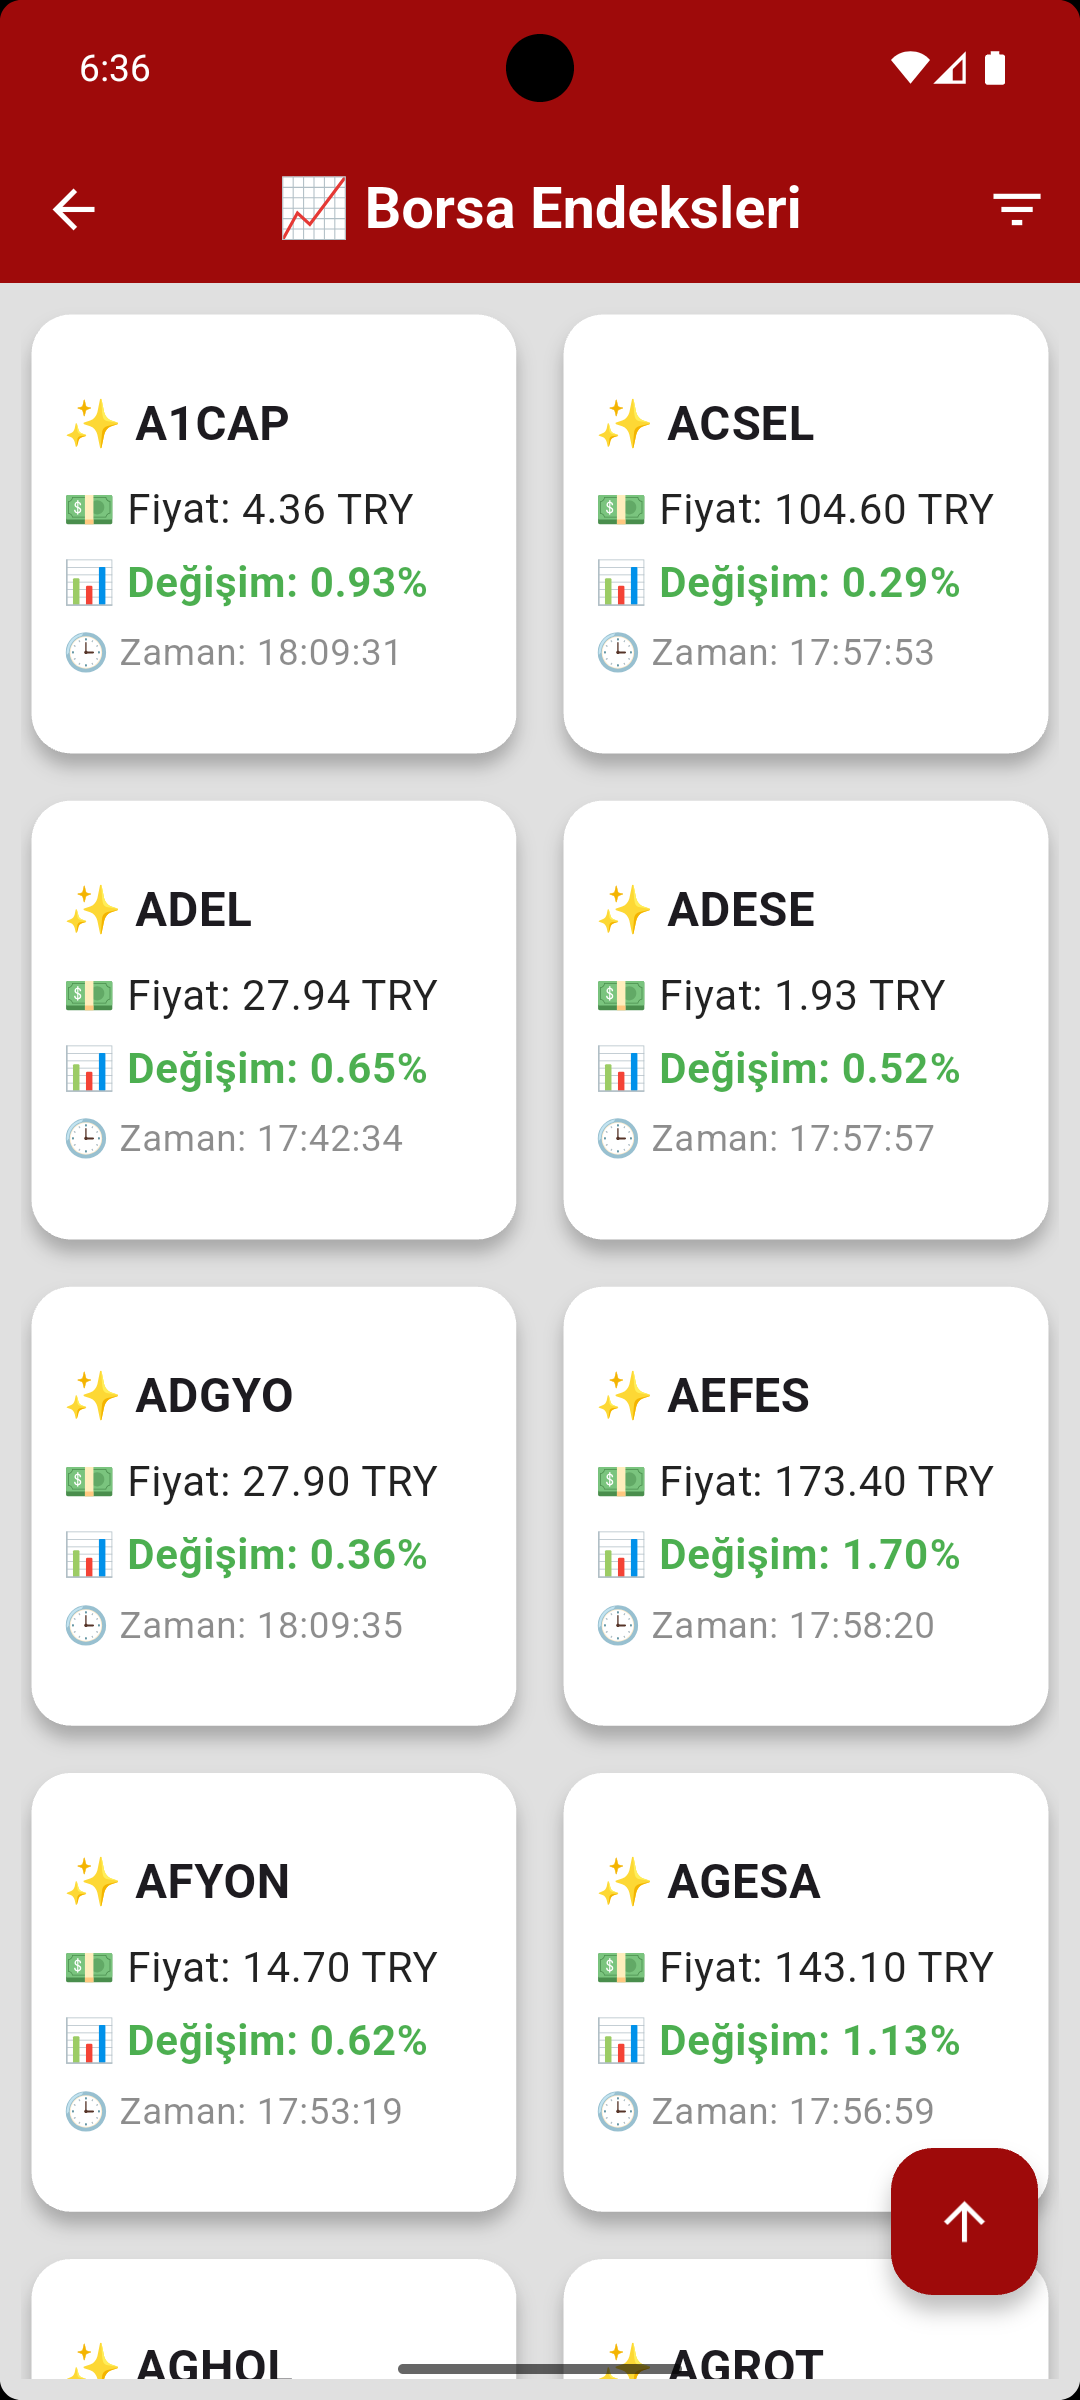 6:36
Borsa Endeksleri
A1CAP
Fiyat: 4.36 TRY
Değişim: 0.93%
Zaman: 18:09:31
ACSEL
Fiyat: 104.60 TRY
Değişim: 0.29%
Zaman: 17:57:53
ADEL
Fiyat: 27.94 TRY
Değişim: 0.65%
Zaman: 17:42:34
ADESE
Fiyat: 1.93 TRY
Değişim: 0.52%
Zaman: 17:57:57
ADGYO
Fiyat: 27.90 TRY
Değişim: 0.36%
Zaman: 18:09:35
AEFES
Fiyat: 173.40 TRY
Değişim: 1.70%
Zaman: 17:58:20
AFYON
Fiyat: 14.70 TRY
Değişim: 0.62%
Zaman: 17:53:19
AGESA
Fiyat: 143.10 TRY
Değişim: 1.13%
Zaman: 17:56:59
AGHOL
AGROT